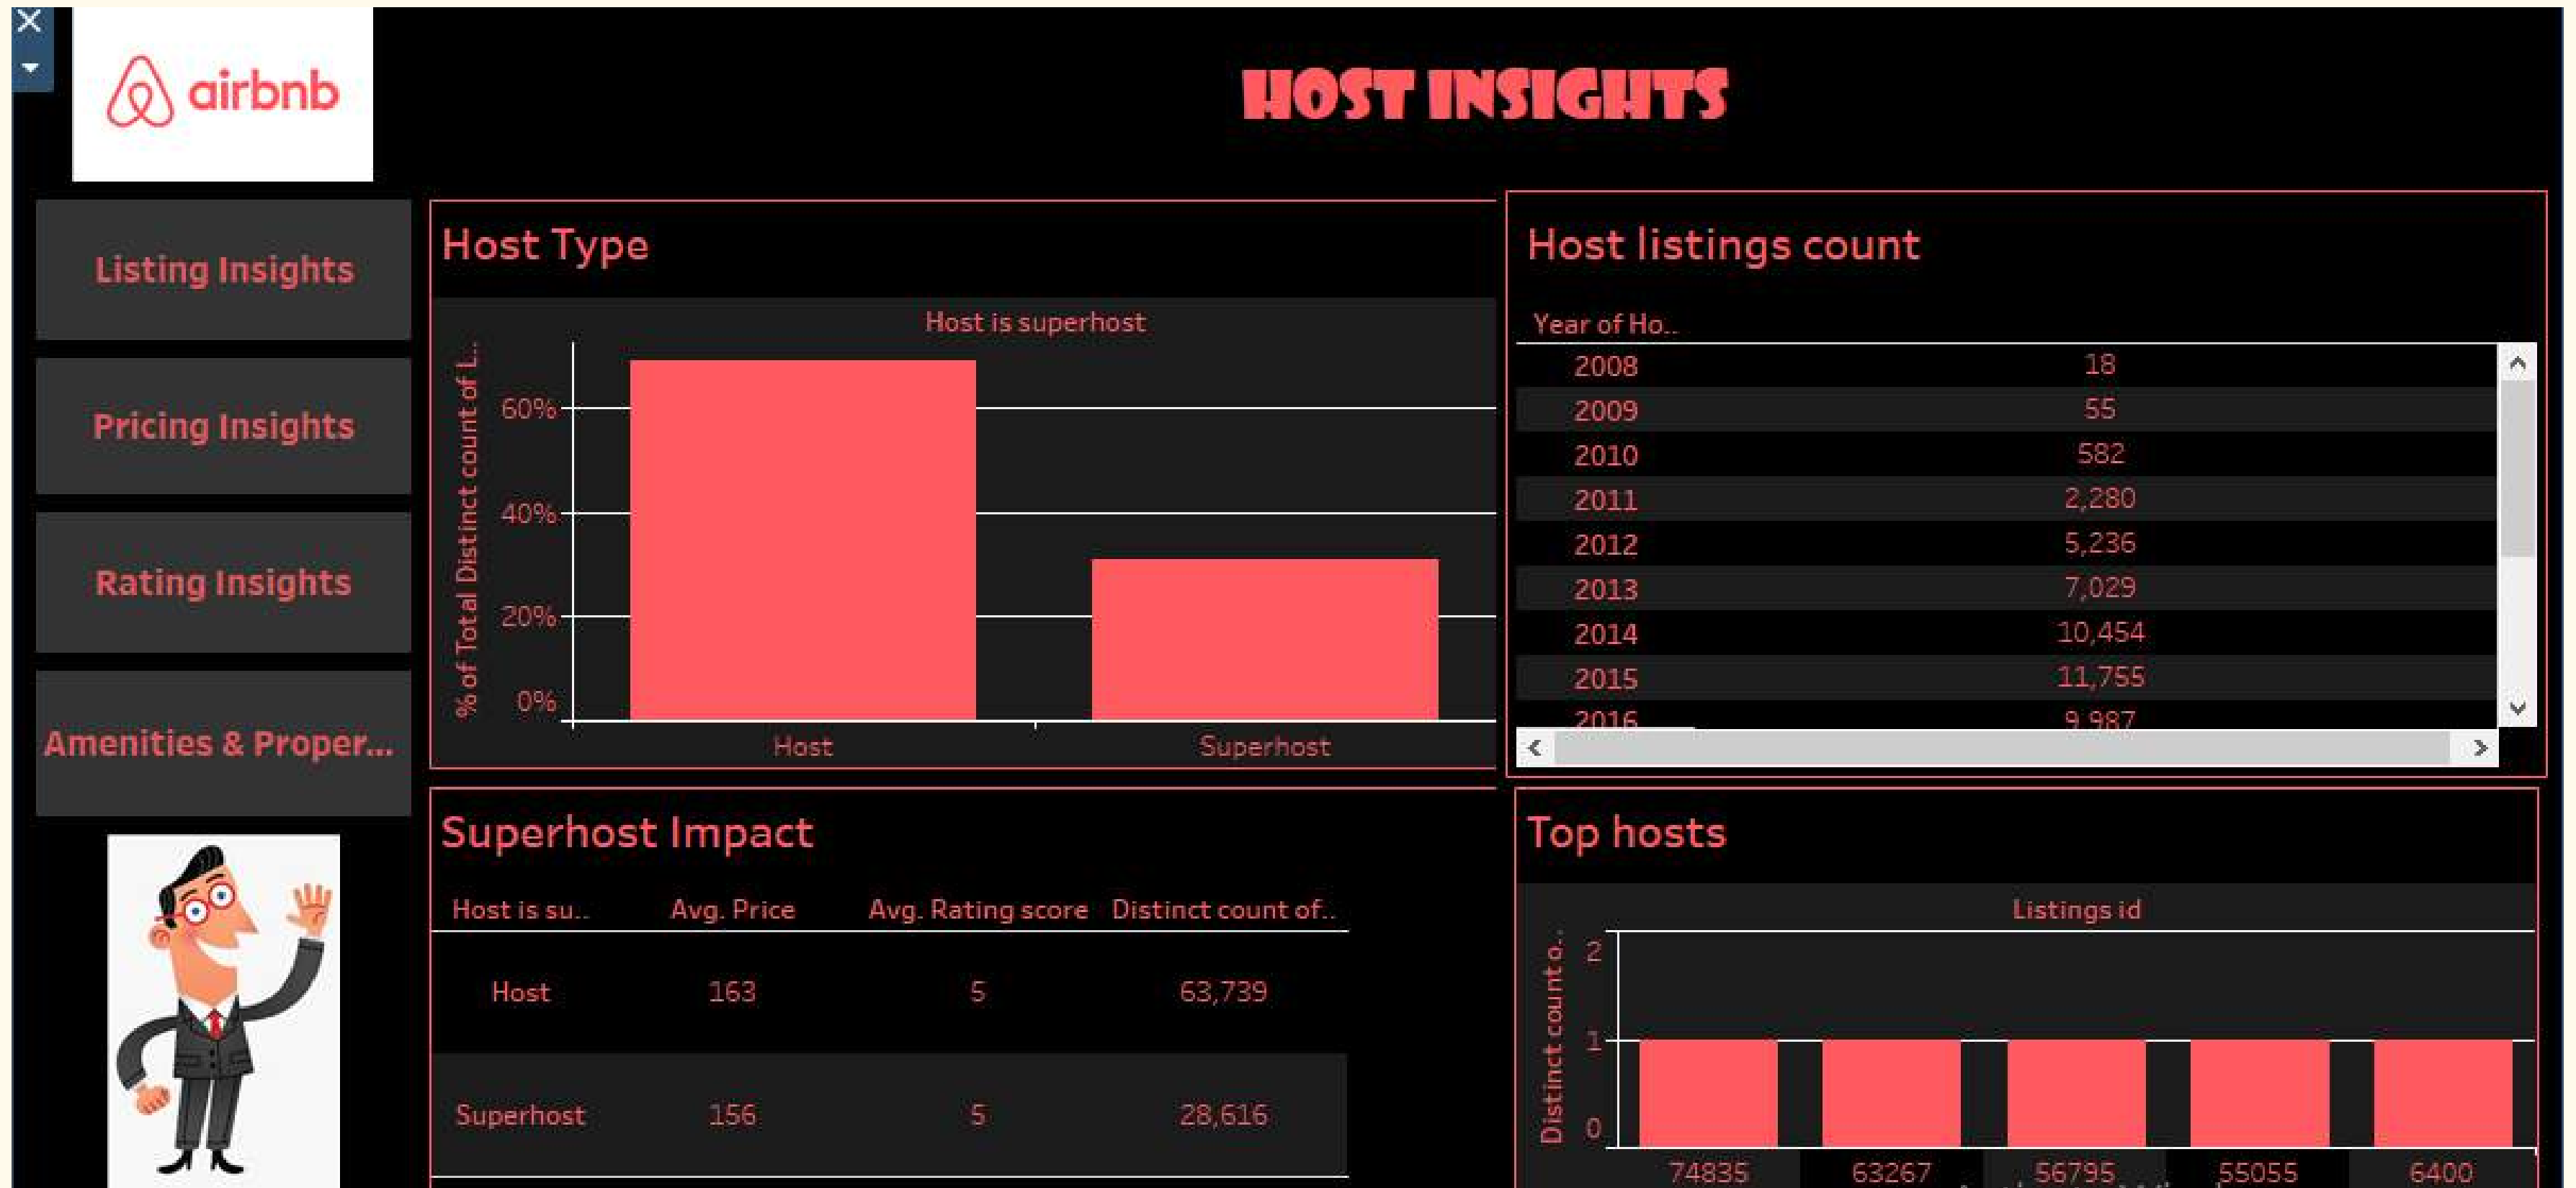 airbnb
HOST INSIGHTS
Listing Insights
Pricing Insights
Rating Insights
Amenities & Proper...
Host Type
Host is superhost
% of Total Distinct count of L..
60%
40%
20%
0%
Host
Superhost
Host listings count
Year of Ho..
2008 18
2009 55
2010 582
2011 2,280
2012 5,236
2013 7,029
2014 10,454
2015 11,755
2016 9,987
Superhost Impact
Host is su.. Avg. Price Avg. Rating score Distinct count of..
Host 163 5 63,739
Superhost 156 5 28,616
Top hosts
Listings id
Distinct count o..
2
1
0
74835 63267 56795 55055 6400